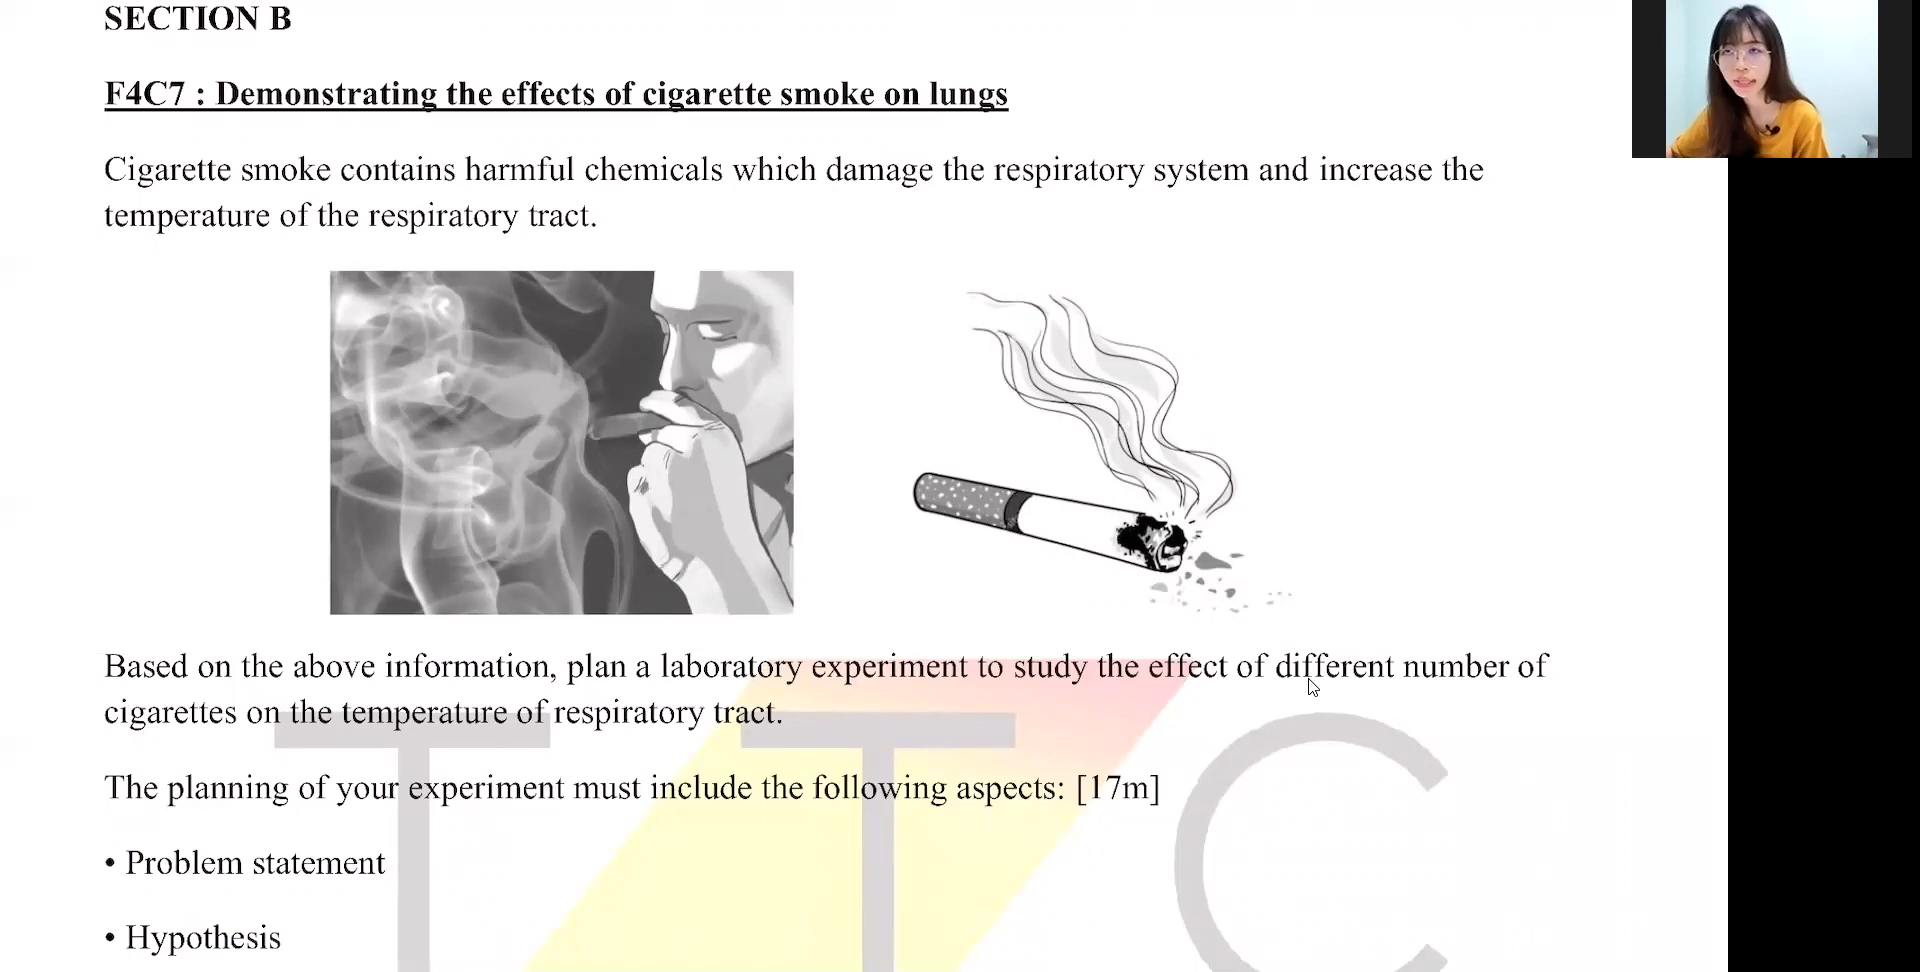 SECTION B
F4C7 : Demonstrating the effects of cigarette smoke on lungs
Cigarette smoke contains harmful chemicals which damage the respiratory system and increase the
temperature of the respiratory tract.
Based on the above information, plan a laboratory experiment to study the effect of different number of
cigarettes on the temperature of respiratory tract.
The planning of your experiment must include the following aspects: [17m]
• Problem statement
• Hypothesis
TTC